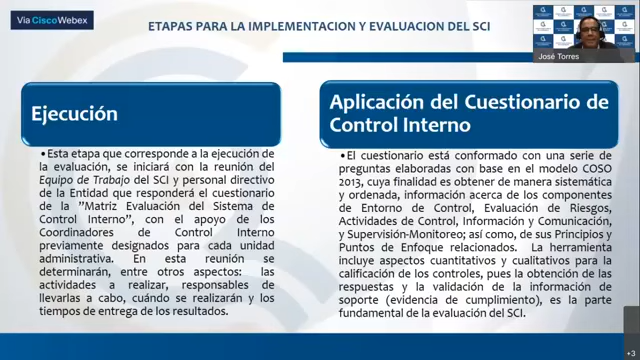 Via CiscoWebex
ETAPAS PARA LA IMPLEMENTACION Y EVALUACION DEL SCI
José Torres
Ejecución
•Esta etapa que corresponde a la ejecución de
la evaluación, se iniciará con la reunión del
Equipo de Trabajo del SCI y personal directivo
de la Entidad que responderá el cuestionario
de la "Matriz Evaluación del Sistema de
Control Interno", con el apoyo de los
Coordinadores de Control Interno
previamente designados para cada unidad
administrativa. En esta reunión se
determinarán, entre otros aspectos: las
actividades a realizar, responsables de
llevarlas a cabo, cuándo se realizarán y los
tiempos de entrega de los resultados.
Aplicación del Cuestionario de
Control Interno
•El cuestionario está conformado con una serie de
preguntas elaboradas con base en el modelo COSO
2013, cuya finalidad es obtener de manera sistemática
y ordenada, información acerca de los componentes
de Entorno de Control, Evaluación de Riesgos,
Actividades de Control, Información y Comunicación,
y Supervisión-Monitoreo; así como, de sus Principios y
Puntos de Enfoque relacionados. La herramienta
incluye aspectos cuantitativos y cualitativos para la
calificación de los controles, pues la obtención de las
respuestas y la validación de la información de
soporte (evidencia de cumplimiento), es la parte
fundamental de la evaluación del SCI.
+3